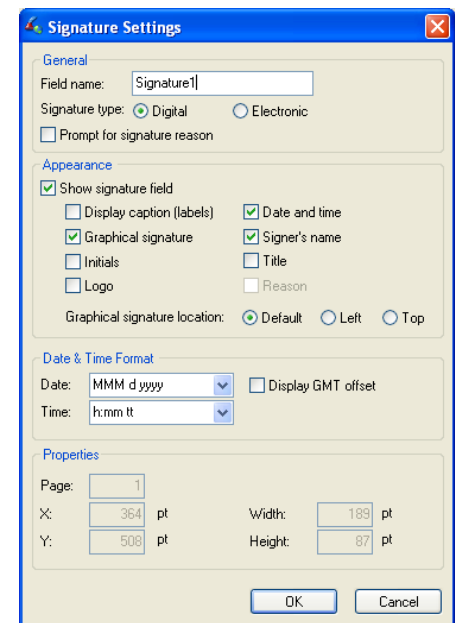 Signature Settings
General
Field name: Signature1
Signature type: Digital Electronic
Prompt for signature reason
Appearance
Show signature field
Display caption (labels) Date and time
Graphical signature Signer's name
Initials Title
Logo Reason
Graphical signature location: Default Left Top
Date & Time Format
Date: MMM d yyyy Display GMT offset
Time: h:mm tt
Properties
Page: 1
X: 364 pt Width: 189 pt
Y: 508 pt Height: 87 pt
OK Cancel